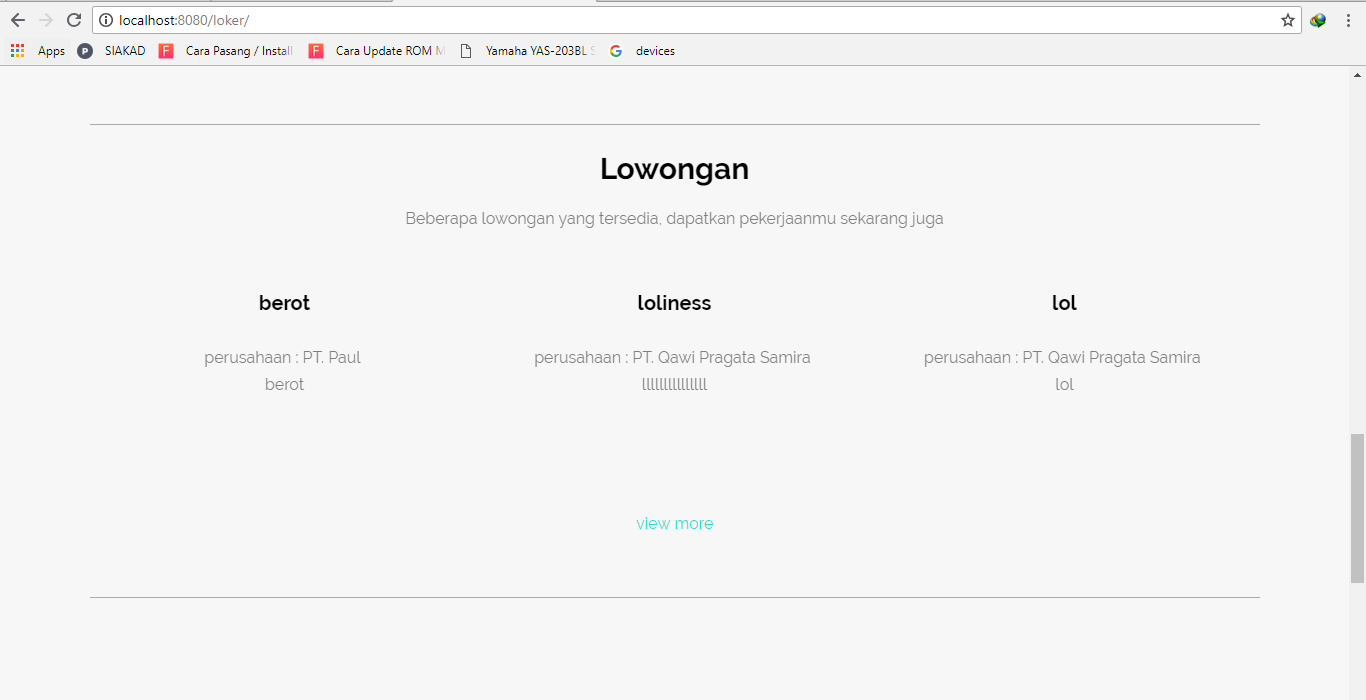 localhost:8080/loker/
Apps SIAKAD Cara Pasang / Install Cara Update ROM M Yamaha YAS-203BL S devices
Lowongan
Beberapa lowongan yang tersedia, dapatkan pekerjaanmu sekarang juga
berot loliness lol
perusahaan : PT. Paul perusahaan : PT. Qawi Pragata Samira perusahaan : PT. Qawi Pragata Samira
berot lllllllllllllll lol
view more